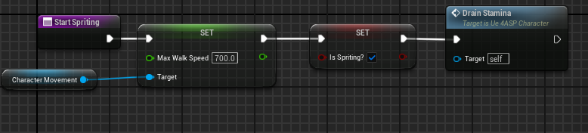 Start Spriting
SET
Max Walk Speed 700.0
Target
Character Movement
SET
Is Spriting?
Drain Stamina
Target is Ue 4ASP Character
Target self